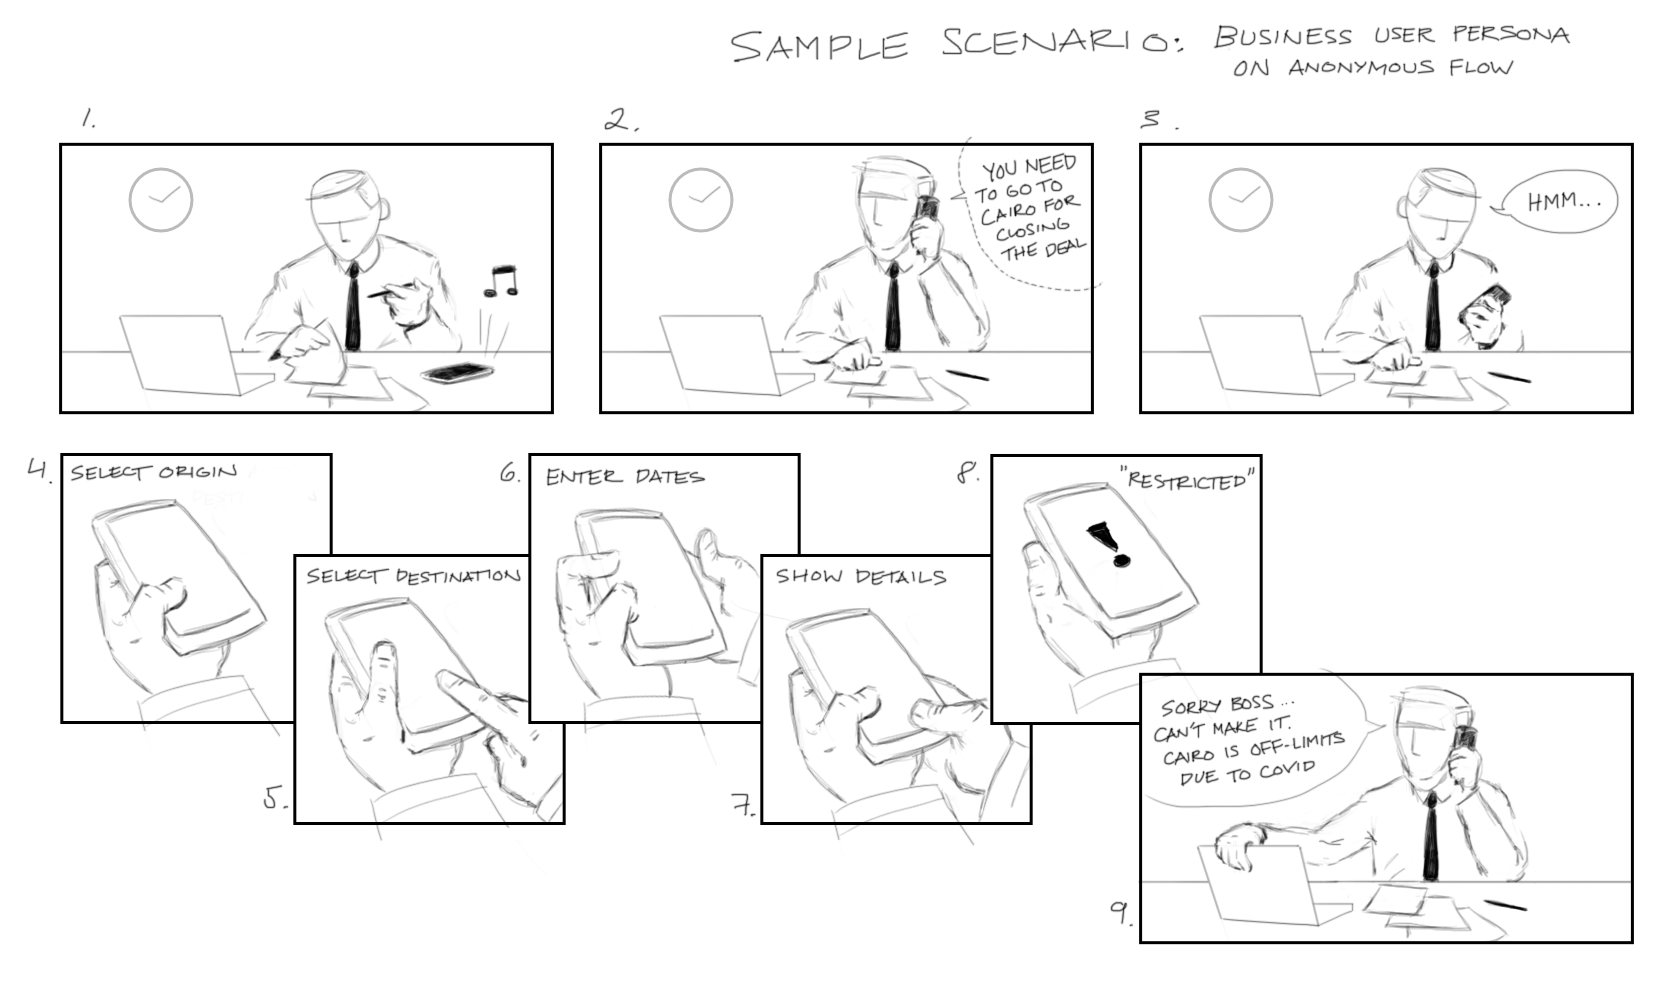 SAMPLE SCENARIO: BUSINESS USER PERSONA
ON ANONYMOUS FLOW
1.
2.
YOU NEED
TO GO TO
CAIRO FOR
CLOSING
THE DEAL
3.
HMM...
4.
SELECT ORIGIN
5.
SELECT DESTINATION
6.
ENTER DATES
7.
SHOW DETAILS
8.
"RESTRICTED"
!
9.
SORRY BOSS...
CAN'T MAKE IT.
CAIRO IS OFF-LIMITS
DUE TO COVID